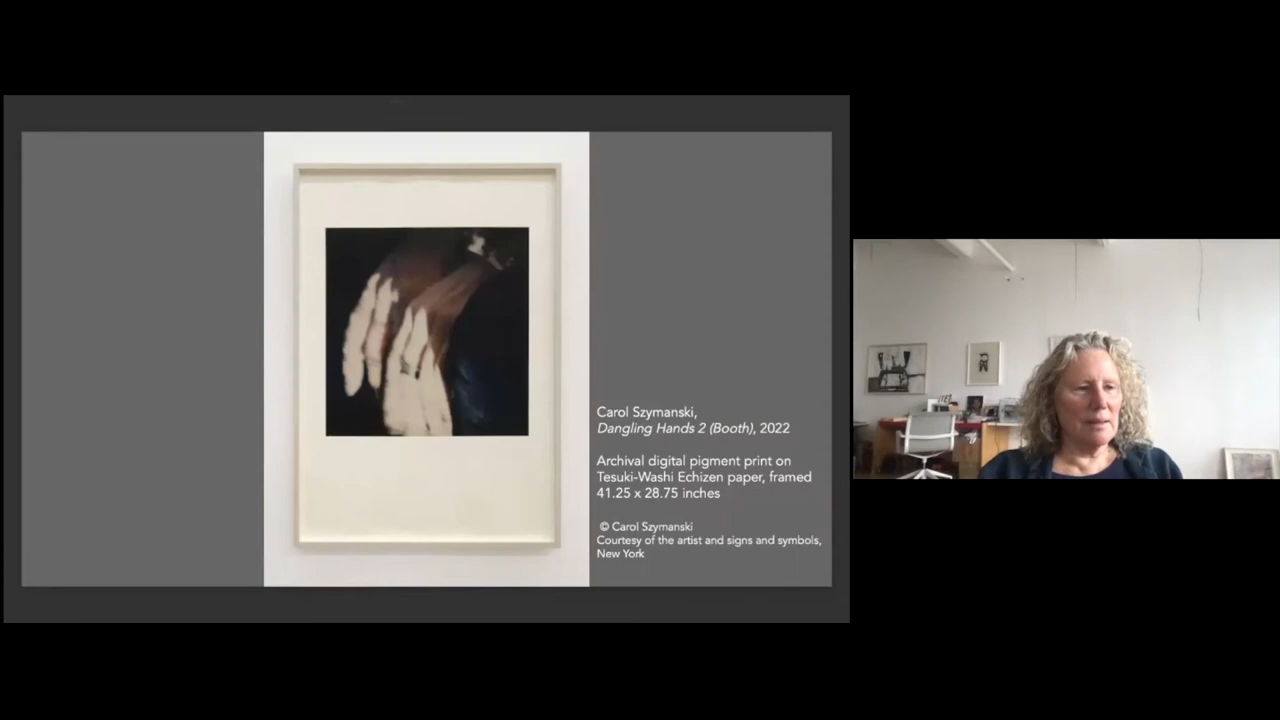 Carol Szymanski,
Dangling Hands 2 (Booth), 2022
Archival digital pigment print on
Tesuki-Washi Echizen paper, framed
41.25 x 28.75 inches
© Carol Szymanski
Courtesy of the artist and signs and symbols,
New York